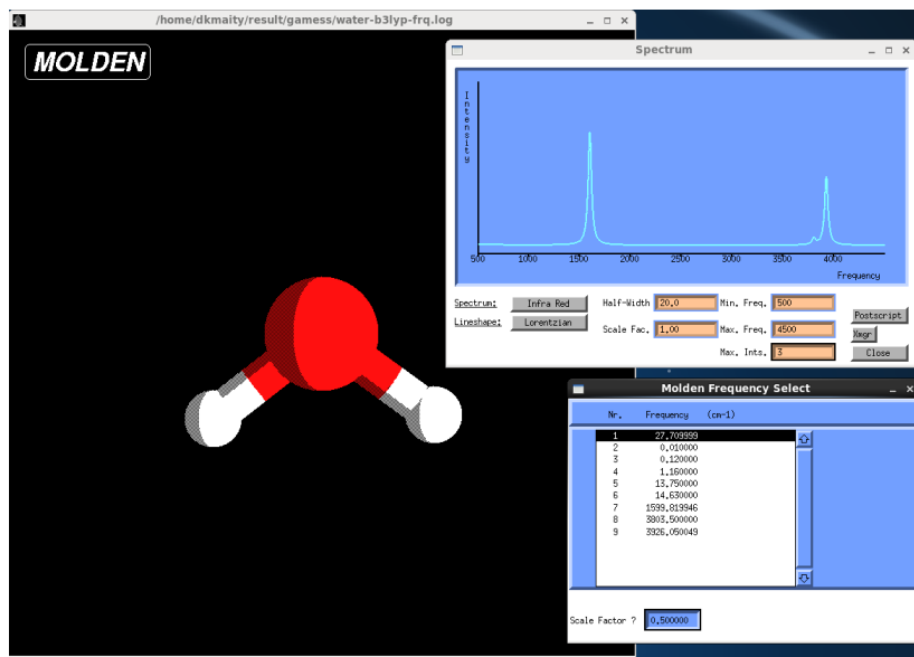 /home/dkmaity/result/gamess/water-b3lyp-frq.log
MOLDEN
Spectrum
Intensity
500 1000 1500 2000 2500 3000 3500 4000
Frequency
Spectrum: Infra Red Half-Width 20.0 Min. Freq. 500
Postscript
Lineshape: Lorentzian Scale Fac. 1.00 Max. Freq. 4500
Xmgr
Max. Ints. 3 Close
Molden Frequency Select
Nr. Frequency (cm-1)
1 27.709999
2 0.010000
3 0.120000
4 1.160000
5 13.750000
6 14.630000
7 1599.819946
8 3803.500000
9 3926.050049
Scale Factor ? 0.500000